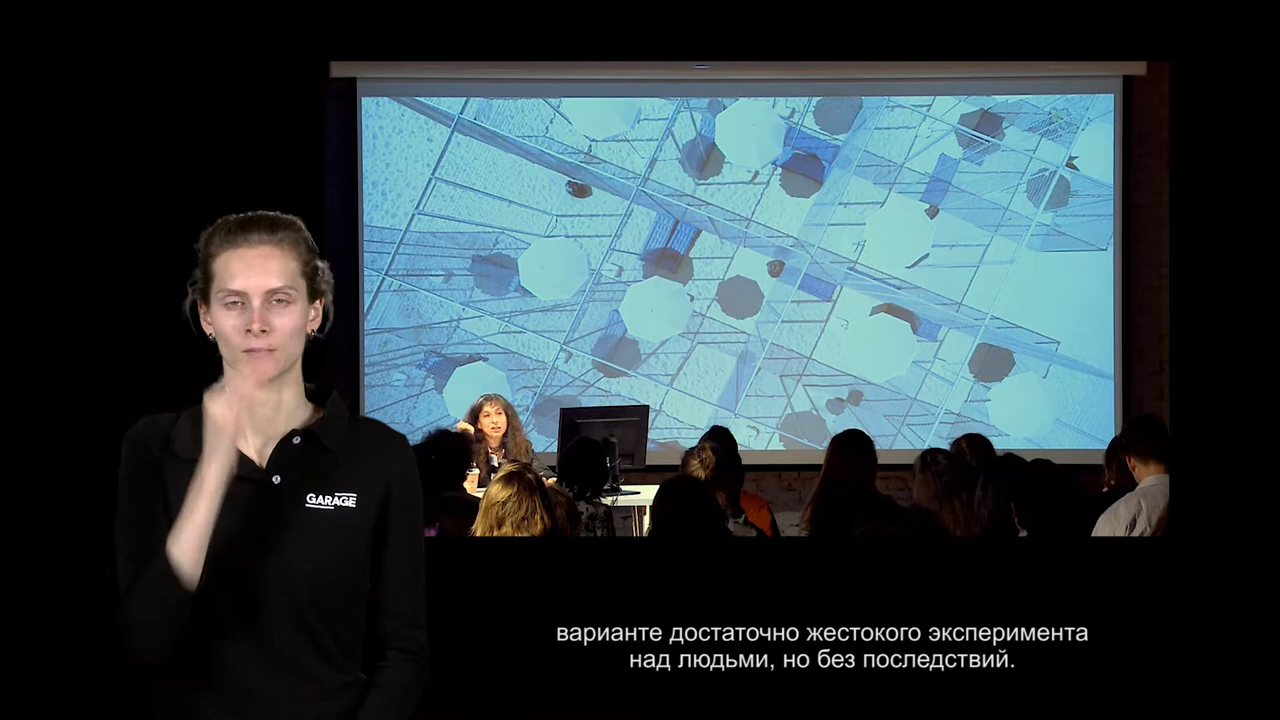 GARAGE
варианте достаточно жестокого эксперимента
над людьми, но без последствий.